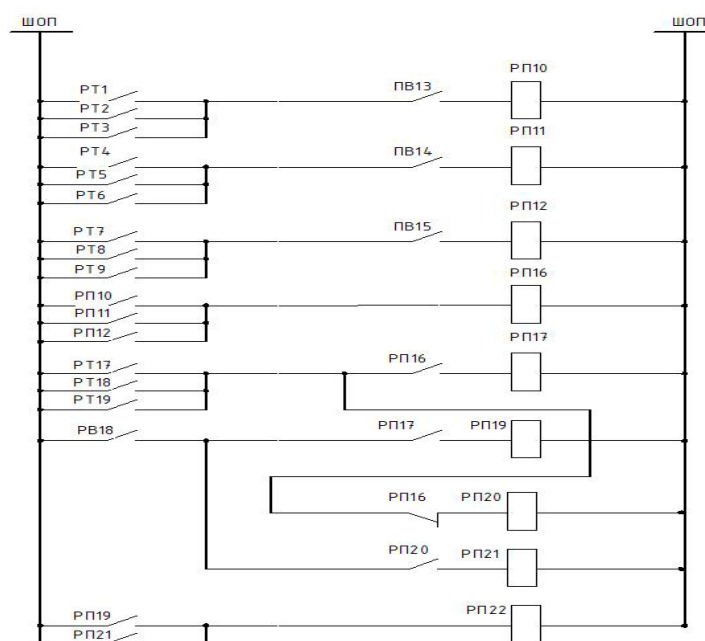 ШОП ШОП
РП10
РТ1 ПВ13
РТ2
РТ3
РП11
РТ4 ПВ14
РТ5
РТ6
РП12
РТ7 ПВ15
РТ8
РТ9
РП16
РП10
РП11
РП12
РП17
РТ17 РП16
РТ18
РТ19
РВ18 РП17 РП19
РП16 РП20
РП20 РП21
РП19 РП22
РП21